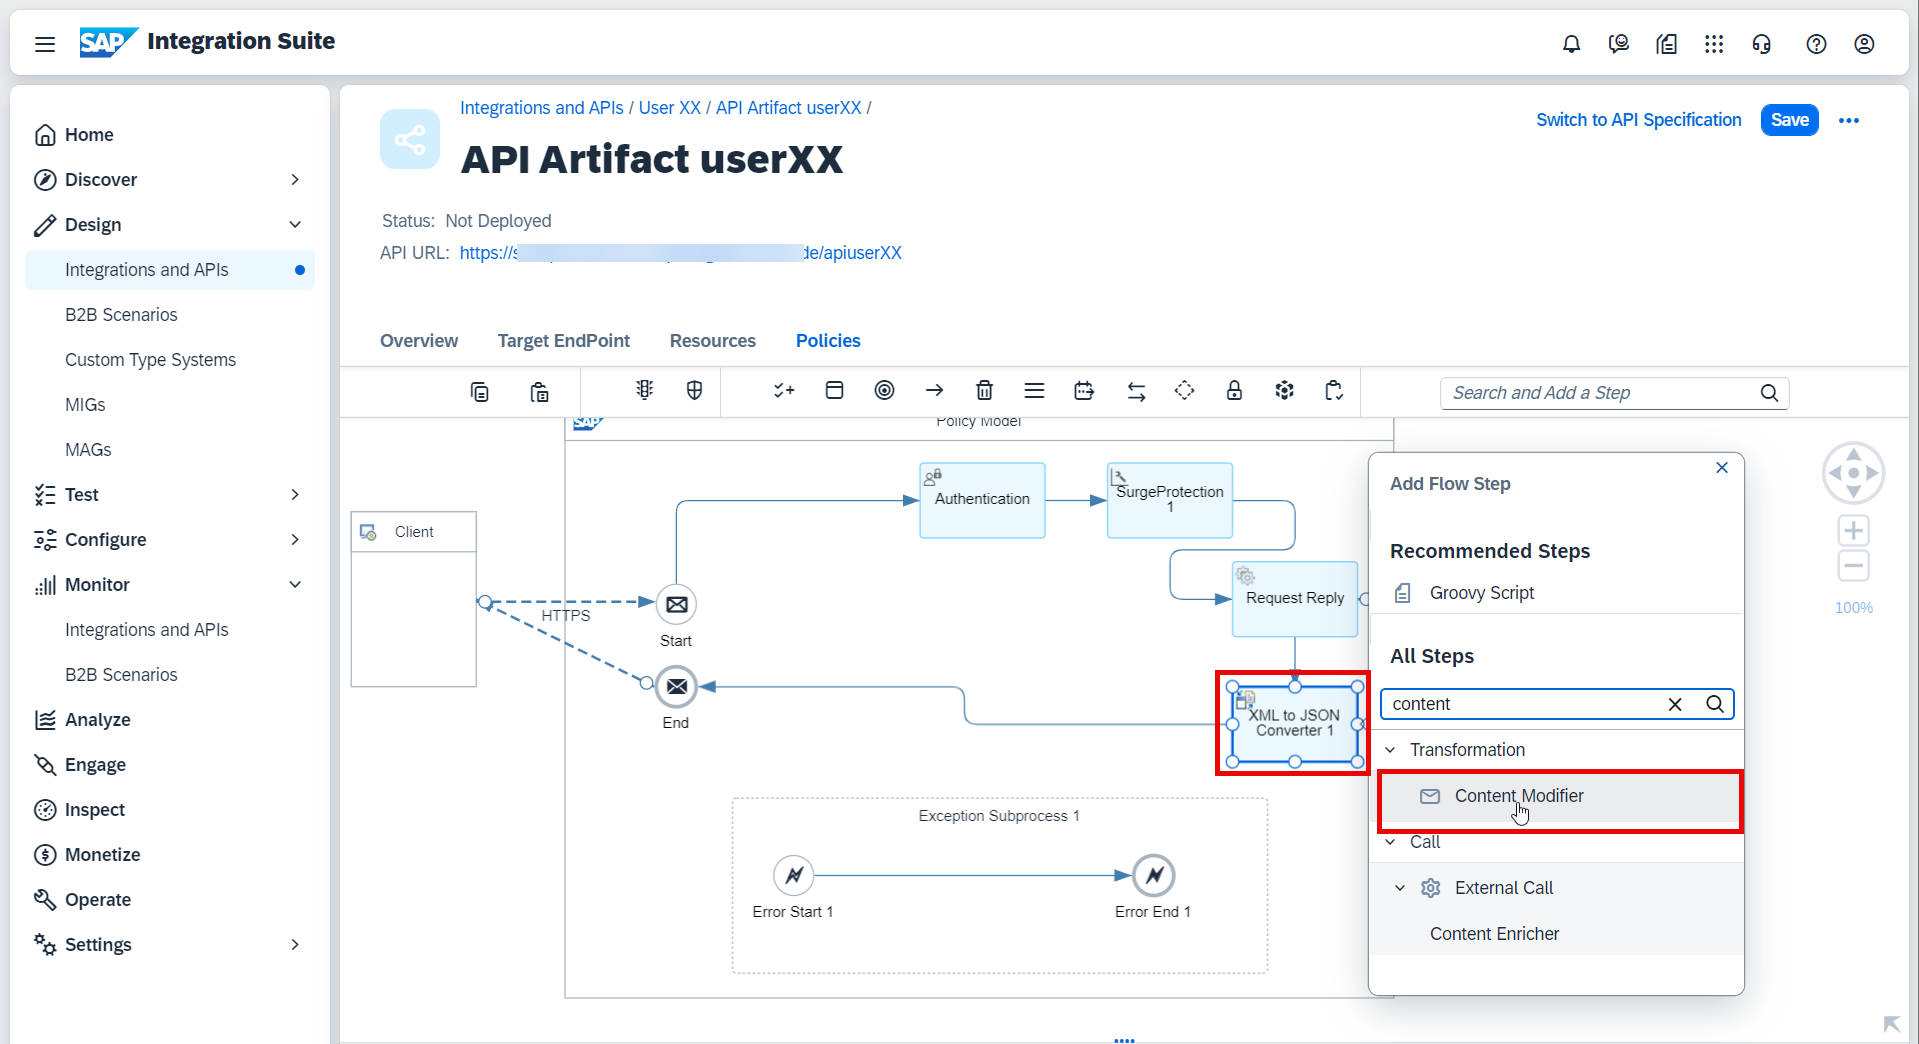 SAP Integration Suite
Home
Discover
Design
Integrations and APIs
B2B Scenarios
Custom Type Systems
MIGs
MAGs
Test
Configure
Monitor
Integrations and APIs
B2B Scenarios
Analyze
Engage
Inspect
Monetize
Operate
Settings
Integrations and APIs / User XX / API Artifact userXX /
API Artifact userXX
Switch to API Specification
Save
Status: Not Deployed
API URL: https://s de/apiuserXX
Overview
Target EndPoint
Resources
Policies
Search and Add a Step
SAP
Policy Model
Client
HTTPS
Start
End
Authentication
SurgeProtection
1
Request Reply
XML to JSON
Converter 1
Exception Subprocess 1
Error Start 1
Error End 1
Add Flow Step
Recommended Steps
Groovy Script
All Steps
content
Transformation
Content Modifier
Call
External Call
Content Enricher
100%